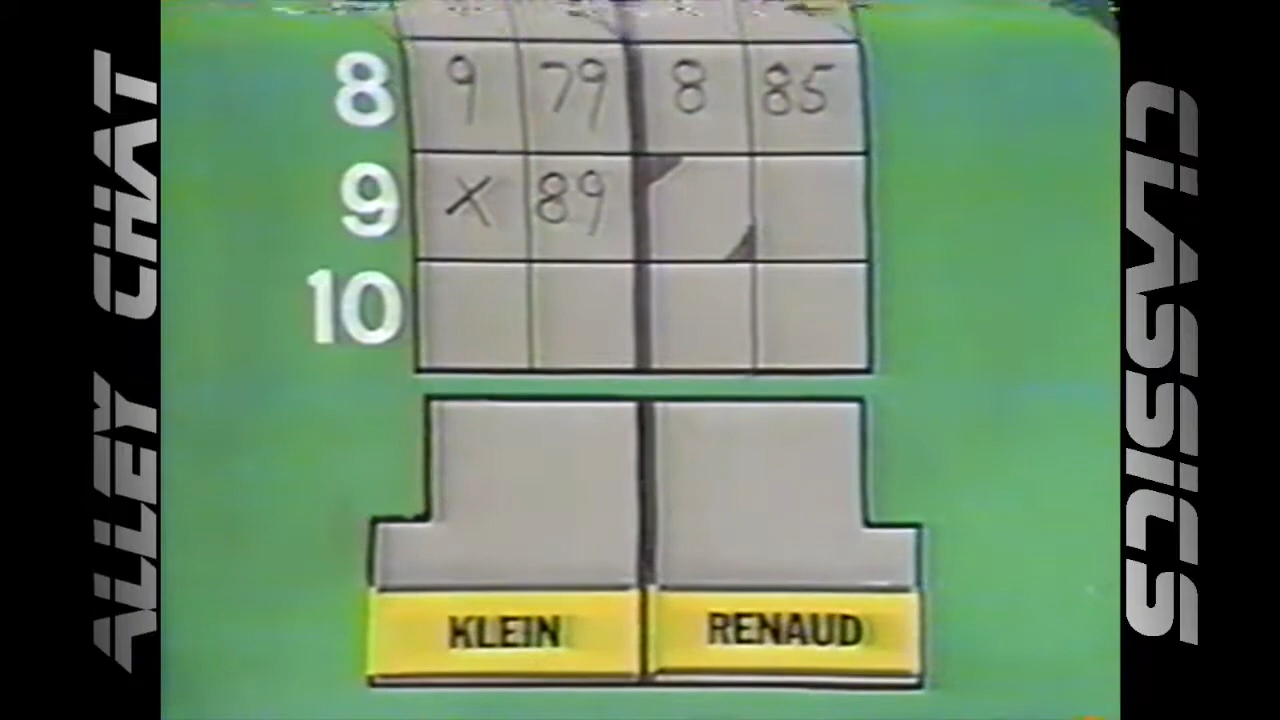 ALLEY CHAT
8 9 79 8 85
9 X 89
10
KLEIN RENAUD
CLASSICS